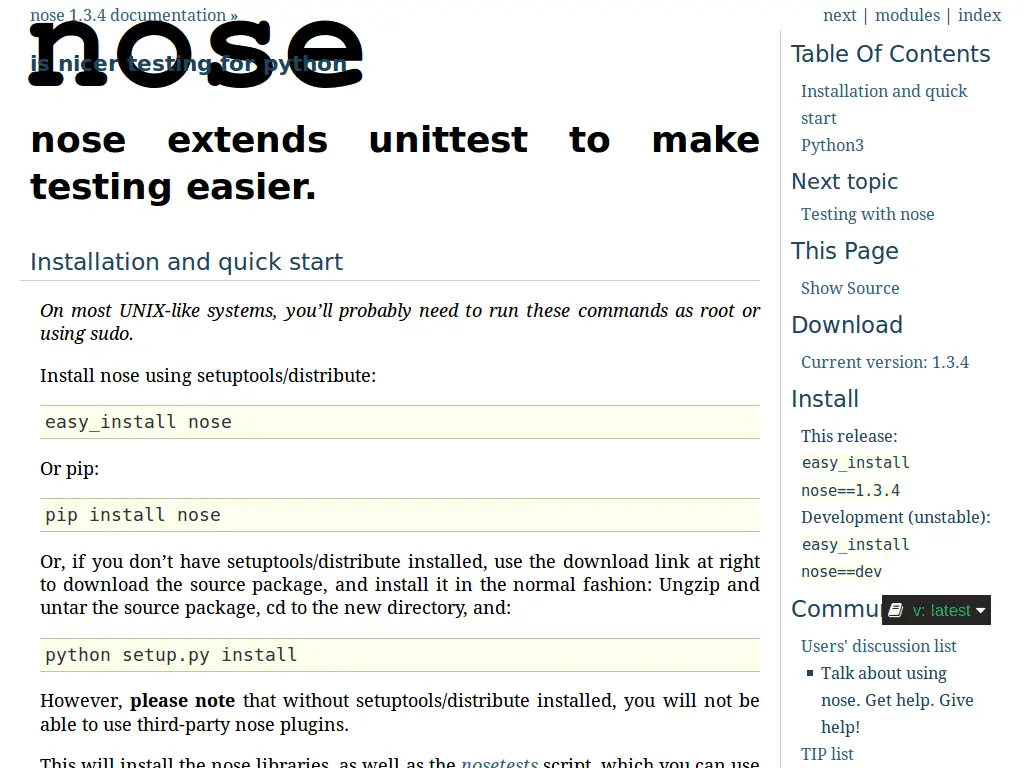 nose 1.3.4 documentation »
next | modules | index
nose
is nicer testing for python
nose extends unittest to make
testing easier.
Installation and quick start
On most UNIX-like systems, you’ll probably need to run these commands as root or
using sudo.
Install nose using setuptools/distribute:
easy_install nose
Or pip:
pip install nose
Or, if you don’t have setuptools/distribute installed, use the download link at right
to download the source package, and install it in the normal fashion: Ungzip and
untar the source package, cd to the new directory, and:
python setup.py install
However, please note that without setuptools/distribute installed, you will not be
able to use third-party nose plugins.
This will install the nose libraries, as well as the nosetests script, which you can use
Table Of Contents
Installation and quick
start
Python3
Next topic
Testing with nose
This Page
Show Source
Download
Current version: 1.3.4
Install
This release:
easy_install
nose==1.3.4
Development (unstable):
easy_install
nose==dev
v: latest
Users' discussion list
Talk about using
nose. Get help. Give
help!
TIP list